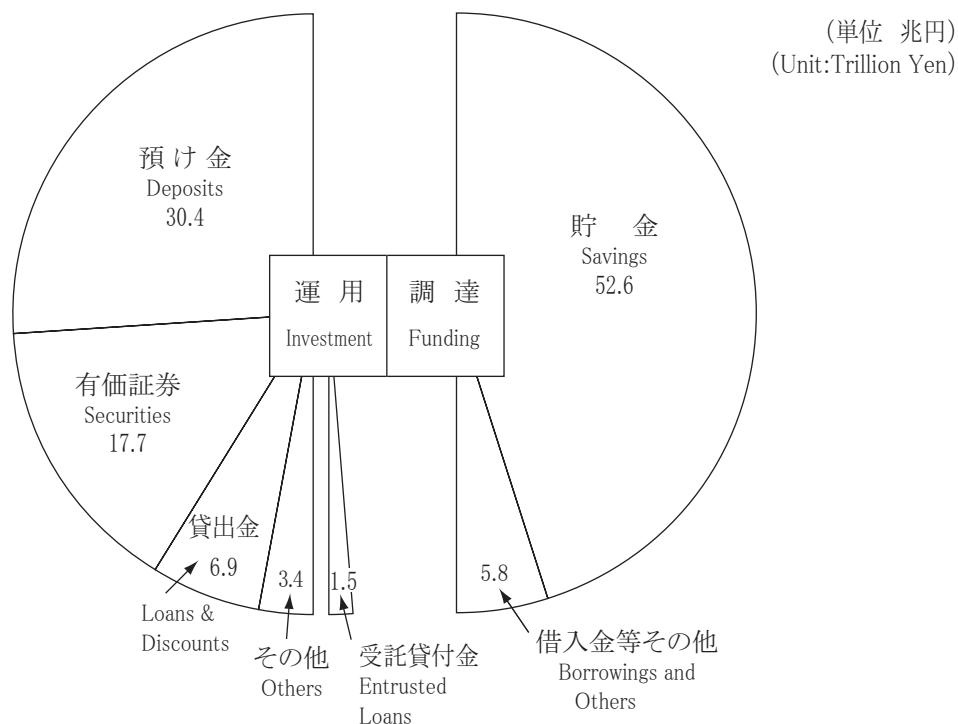 (単位 兆円)
(Unit:Trillion Yen)
預け金
Deposits
30.4
貯 金
Savings
52.6
運 用
Investment
調 達
Funding
有価証券
Securities
17.7
貸出金
6.9
Loans &
Discounts
3.4
その他
Others
1.5
受託貸付金
Entrusted
Loans
5.8
借入金等その他
Borrowings and
Others